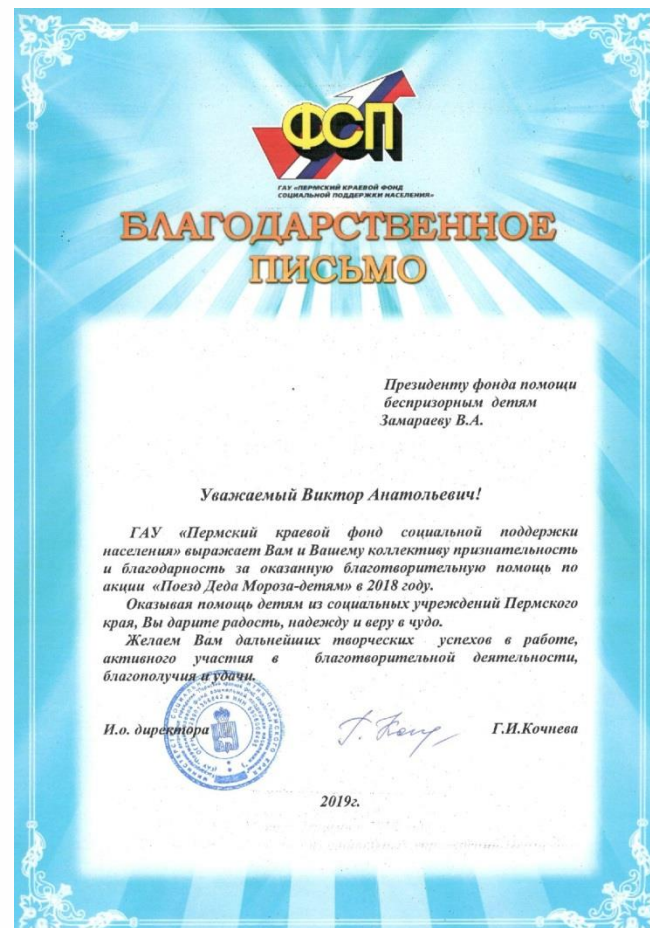 ФСП
ГАУ «ПЕРМСКИЙ КРАЕВОЙ ФОНД
СОЦИАЛЬНОЙ ПОДДЕРЖКИ НАСЕЛЕНИЯ»
БЛАГОДАРСТВЕННОЕ
ПИСЬМО
Президенту фонда помощи
беспризорным детям
Замараеву В.А.
Уважаемый Виктор Анатольевич!
ГАУ «Пермский краевой фонд социальной поддержки
населения» выражает Вам и Вашему коллективу признательность
и благодарность за оказанную благотворительную помощь по
акции «Поезд Деда Мороза-детям» в 2018 году.
Оказывая помощь детям из социальных учреждений Пермского
края, Вы дарите радость, надежду и веру в чудо.
Желаем Вам дальнейших творческих успехов в работе,
активного участия в благотворительной деятельности,
благополучия и удачи.
И.о. директора
Г.И.Кочнева
2019г.